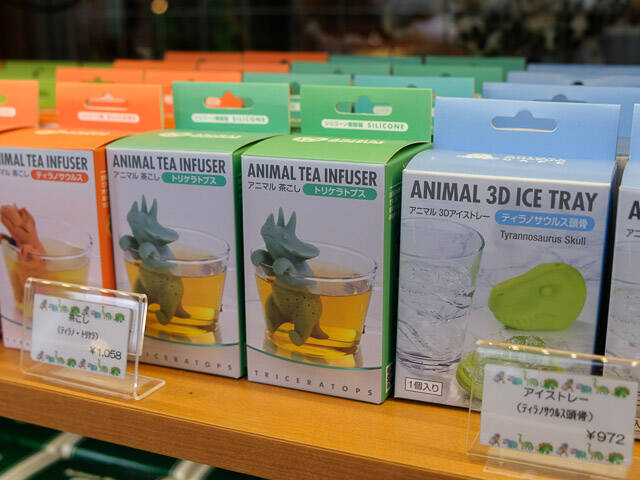 シリコーン樹脂製 SILICONE
シリコーン樹脂製 SILICONE
NIMAL TEA INFUSER
アニマル 茶こし ティラノサウルス
ANIMAL TEA INFUSER
アニマル 茶こし トリケラトプス
TRICERATOPS
ANIMAL TEA INFUSER
アニマル 茶こし トリケラトプス
TRICERATOPS
ANIMAL 3D ICE TRAY
アニマル 3Dアイストレー ティラノサウルス頭骨
Tyrannosaurus Skull
1個入り
茶こし
(ティラノ・トリケラ)
¥1,058
アイストレー
(ティラノサウルス頭骨)
¥972